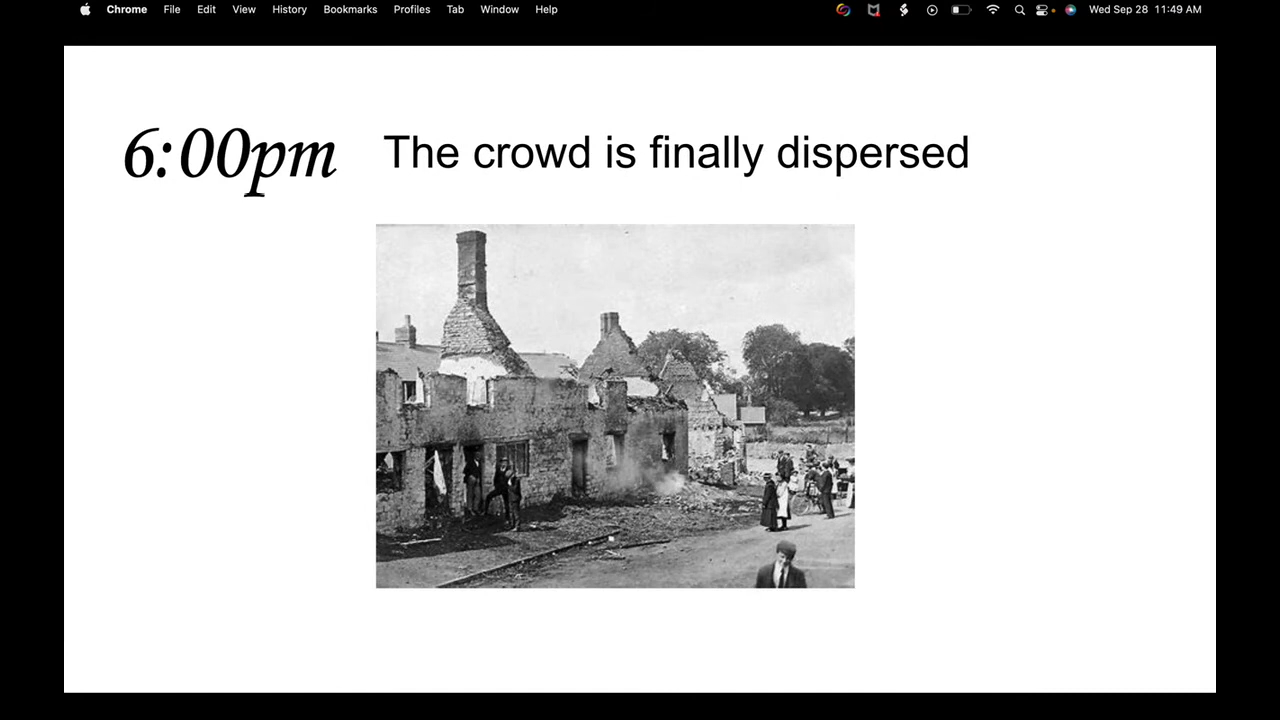 Chrome File Edit View History Bookmarks Profiles Tab Window Help Wed Sep 28 11:49 AM
6:00pm The crowd is finally dispersed